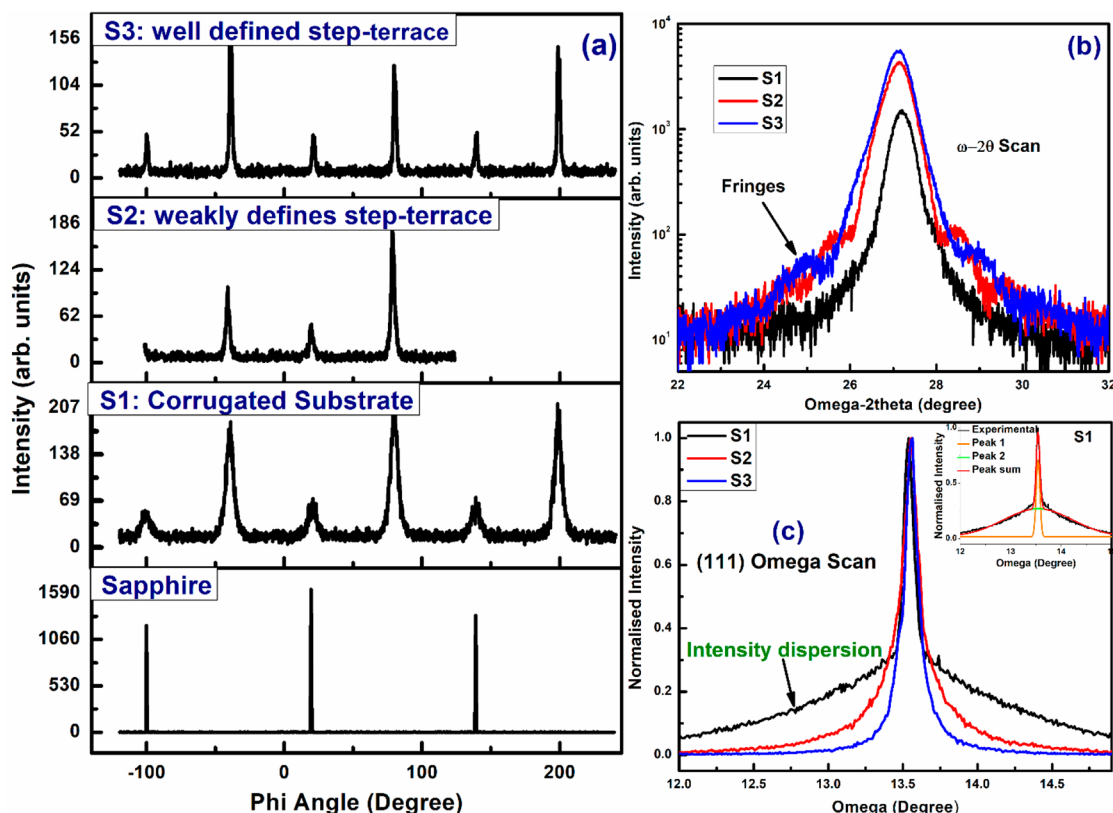 S3: well defined step-terrace
(a)
156
104
52
0
S2: weakly defines step-terrace
186
124
62
0
S1: Corrugated Substrate
207
138
69
0
Sapphire
1590
1060
530
0
-100 0 100 200
Phi Angle (Degree)
Intensity (arb. units)
(b)
S1
S2
S3
ω−2θ Scan
Fringes
10⁴
10³
10²
10¹
22 24 26 28 30 32
Omega-2theta (degree)
Intensity (arb. units)
S1
S2
S3
(c)
(111) Omega Scan
Intensity dispersion
1.0
0.8
0.6
0.4
0.2
0.0
12.0 12.5 13.0 13.5 14.0 14.5
Omega (Degree)
Normalised Intensity
Experimental
Peak 1
Peak 2
Peak sum
S1
1.0
0.5
0.0
12 13 14 15
Omega (Degree)
Normalised Intensity